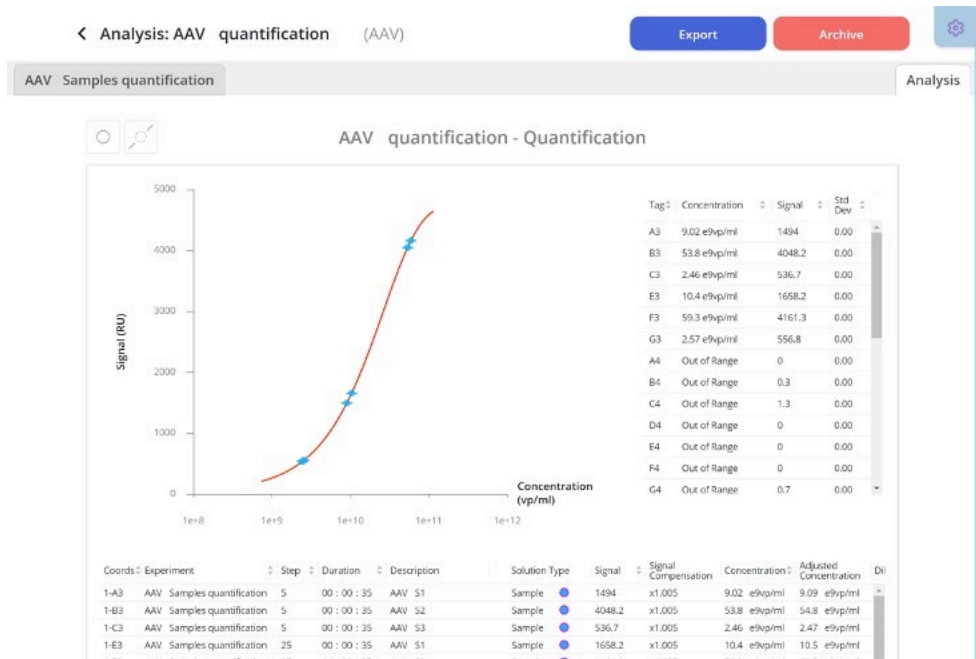 Analysis: AAV quantification (AAV) Export Archive
AAV Samples quantification Analysis
AAV quantification - Quantification
5000
4000
3000
2000
1000
0
Signal (RU)
1e+8 1e+9 1e+10 1e+11 1e+12
Concentration
(vp/ml)
Tag Concentration Signal Std Dev
A3 9.02 e9vp/ml 1494 0.00
B3 53.8 e9vp/ml 4048.2 0.00
C3 2.46 e9vp/ml 536.7 0.00
E3 10.4 e9vp/ml 1658.2 0.00
F3 59.3 e9vp/ml 4161.3 0.00
G3 2.57 e9vp/ml 556.8 0.00
A4 Out of Range 0 0.00
B4 Out of Range 0.3 0.00
C4 Out of Range 1.3 0.00
D4 Out of Range 0 0.00
E4 Out of Range 0 0.00
F4 Out of Range 0 0.00
G4 Out of Range 0.7 0.00
Coords Experiment Step Duration Description Solution Type Signal Signal Compensation Concentration Adjusted Concentration Dil
1-A3 AAV Samples quantification 5 00 : 00 : 35 AAV S1 Sample 1494 x1.005 9.02 e9vp/ml 9.09 e9vp/ml
1-B3 AAV Samples quantification 5 00 : 00 : 35 AAV S2 Sample 4048.2 x1.005 53.8 e9vp/ml 54.8 e9vp/ml
1-C3 AAV Samples quantification 5 00 : 00 : 35 AAV S3 Sample 536.7 x1.005 2.46 e9vp/ml 2.47 e9vp/ml
1-E3 AAV Samples quantification 25 00 : 00 : 35 AAV S1 Sample 1658.2 x1.005 10.4 e9vp/ml 10.5 e9vp/ml